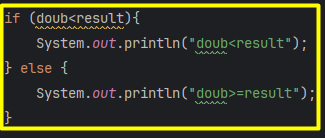 if (doub<result){
    System.out.println("doub<result");
} else {
    System.out.println("doub>=result");
}